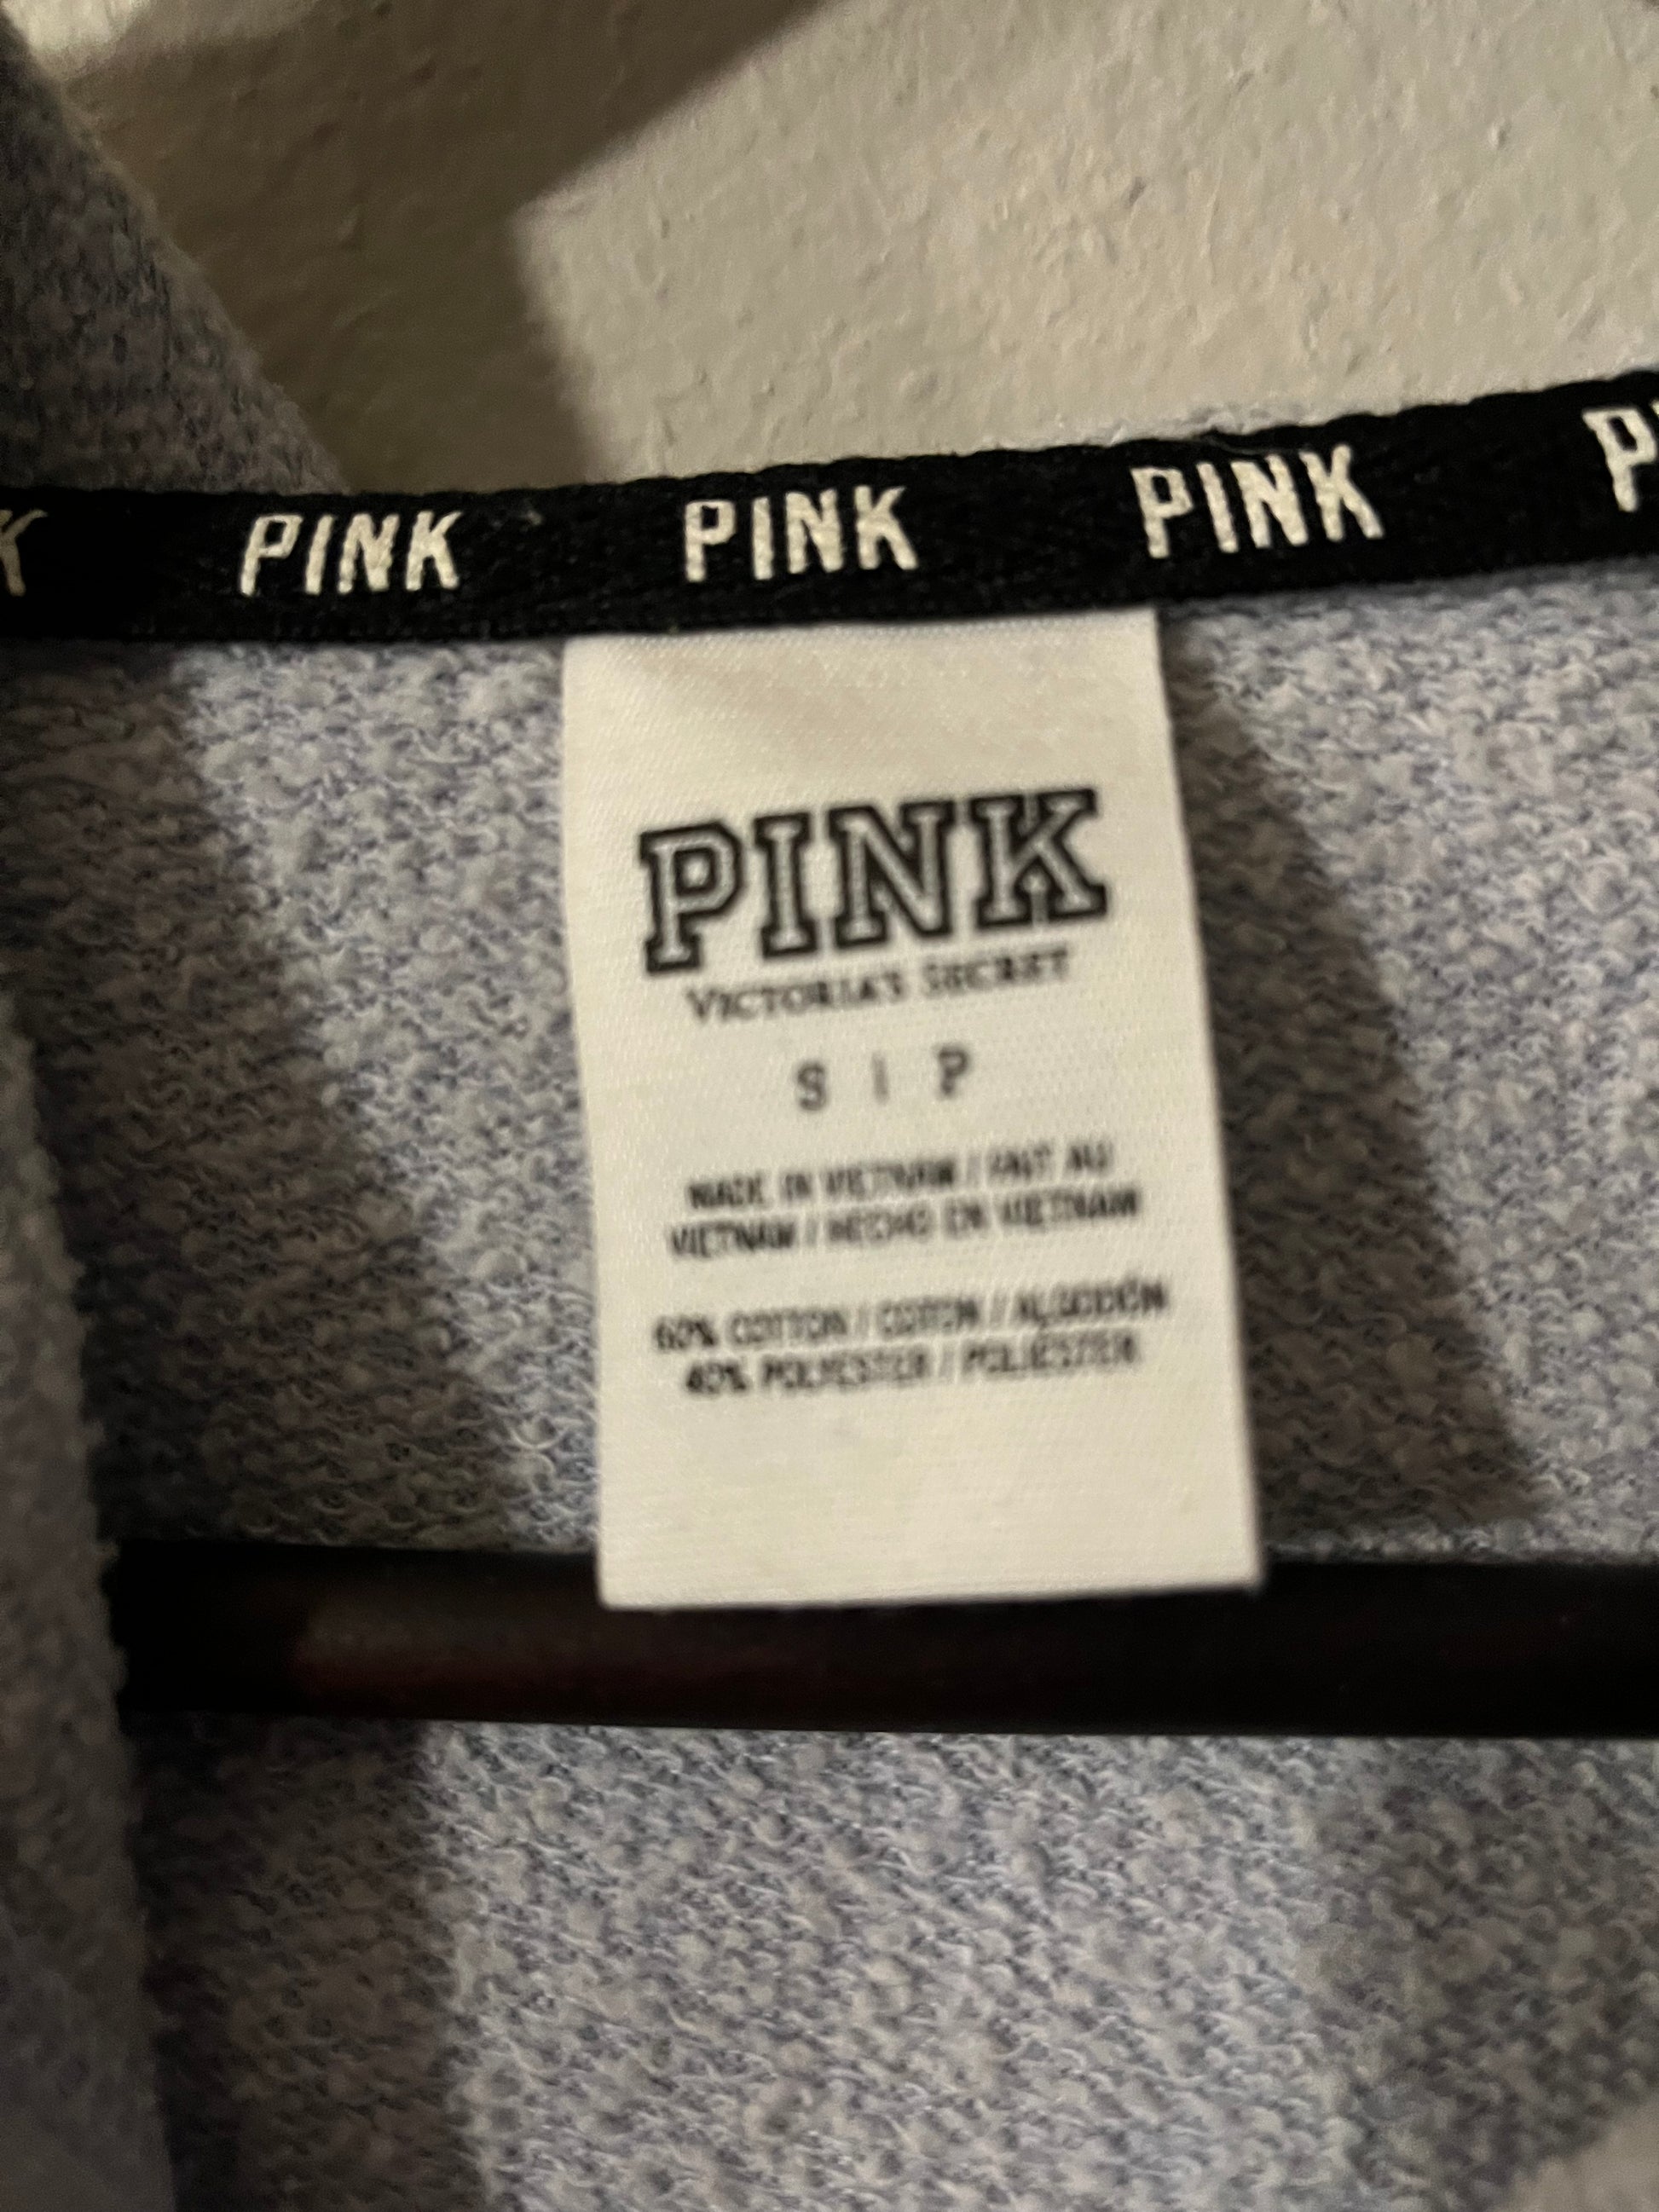 PINK PINK PINK
PINK
VICTORIA'S SECRET
S | P
MADE IN VIETNAM / FAIT AU
VIETNAM / HECHO EN VIETNAM
60% COTTON / COTON / ALGODÓN
40% POLYESTER / POLIÉSTER